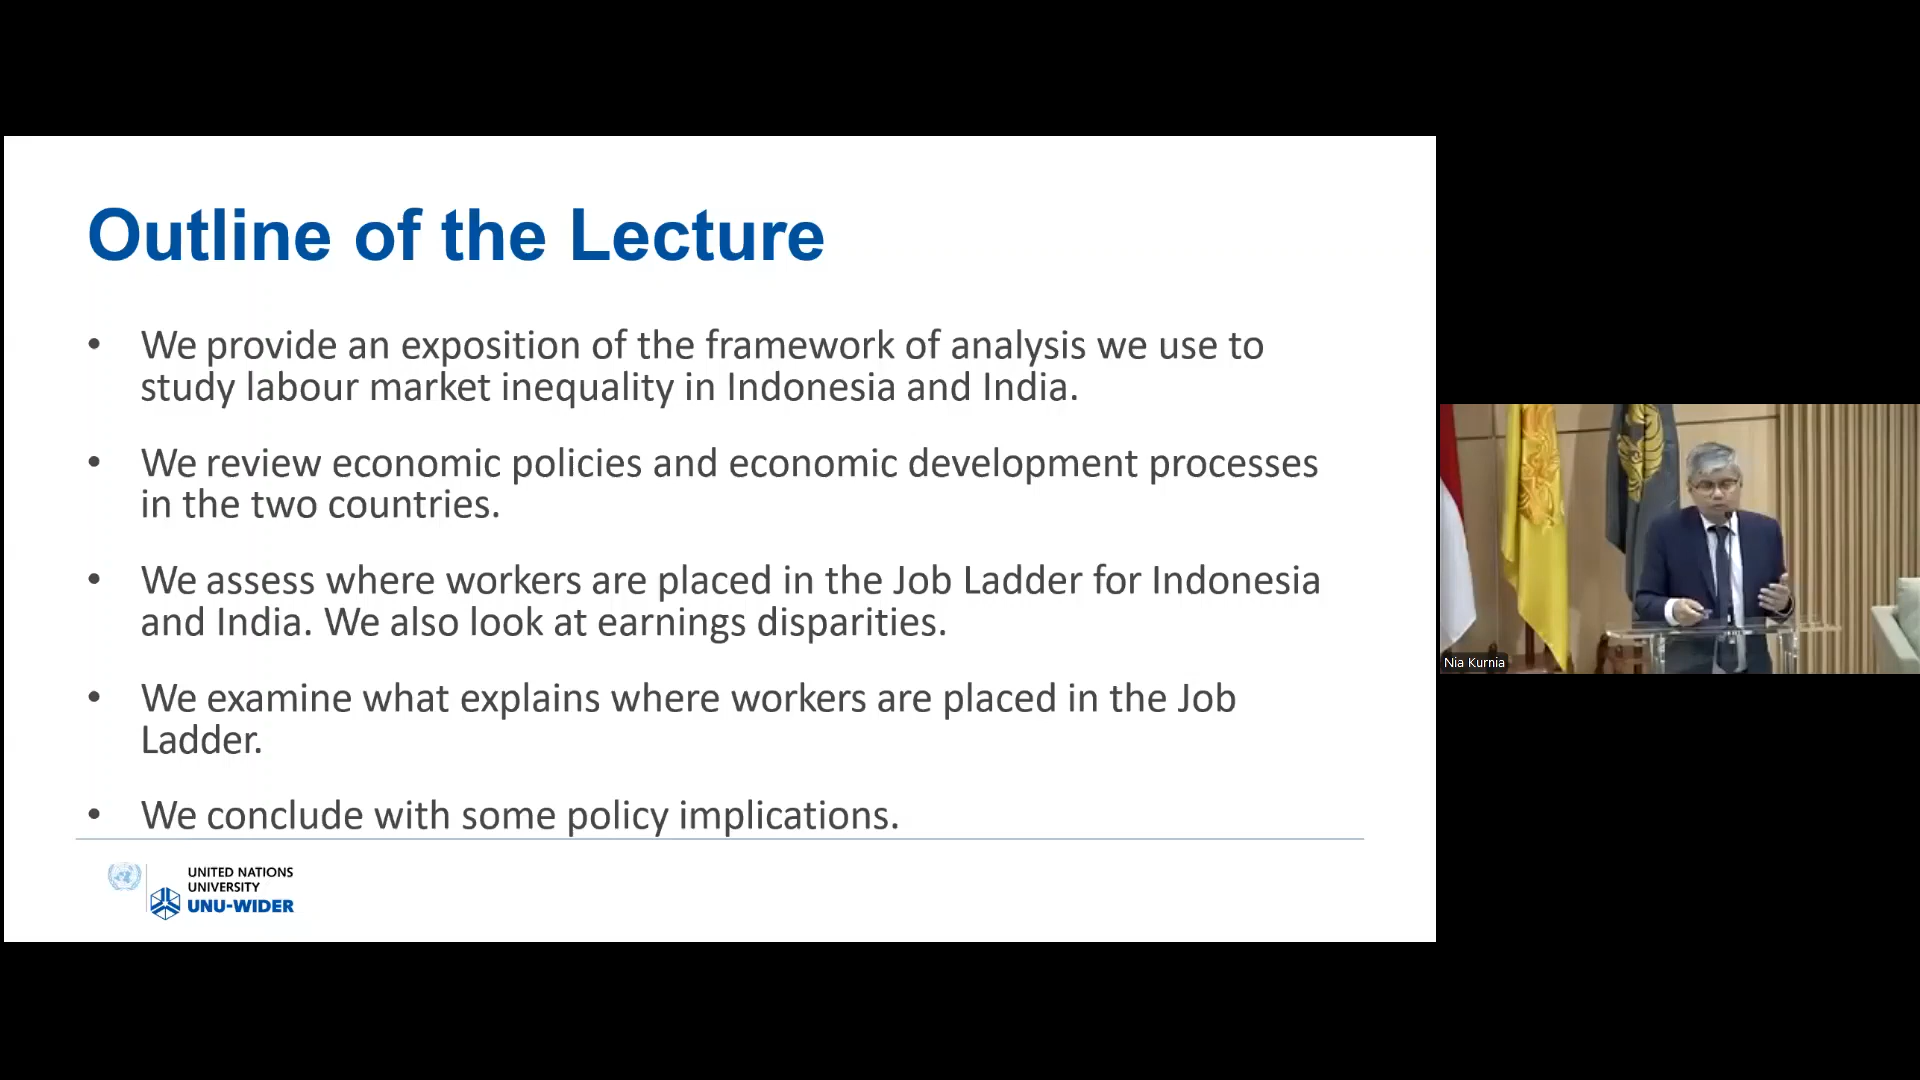 Outline of the Lecture
• We provide an exposition of the framework of analysis we use to
study labour market inequality in Indonesia and India.
• We review economic policies and economic development processes
in the two countries.
• We assess where workers are placed in the Job Ladder for Indonesia
and India. We also look at earnings disparities.
• We examine what explains where workers are placed in the Job
Ladder.
• We conclude with some policy implications.
UNITED NATIONS
UNIVERSITY
UNU-WIDER
Nia Kurnia